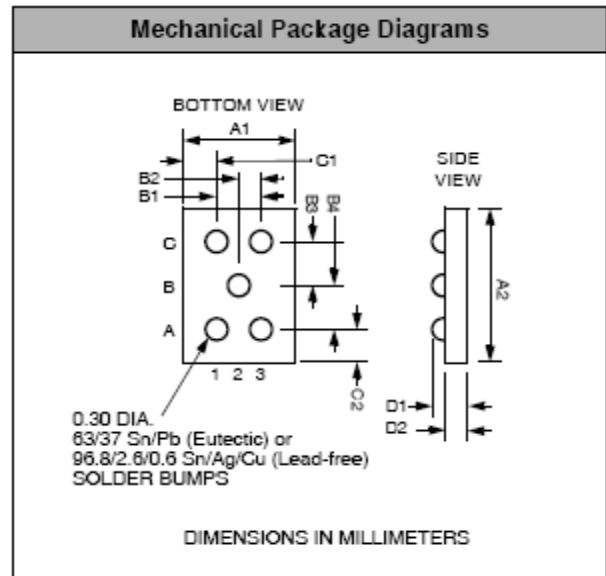 Mechanical Package Diagrams
BOTTOM VIEW
A1
C1
B2
B1
B3
B4
SIDE
VIEW
C
B
A
A2
1 2 3
C2
D1
D2
0.30 DIA.
63/37 Sn/Pb (Eutectic) or
96.8/2.6/0.6 Sn/Ag/Cu (Lead-free)
SOLDER BUMPS
DIMENSIONS IN MILLIMETERS